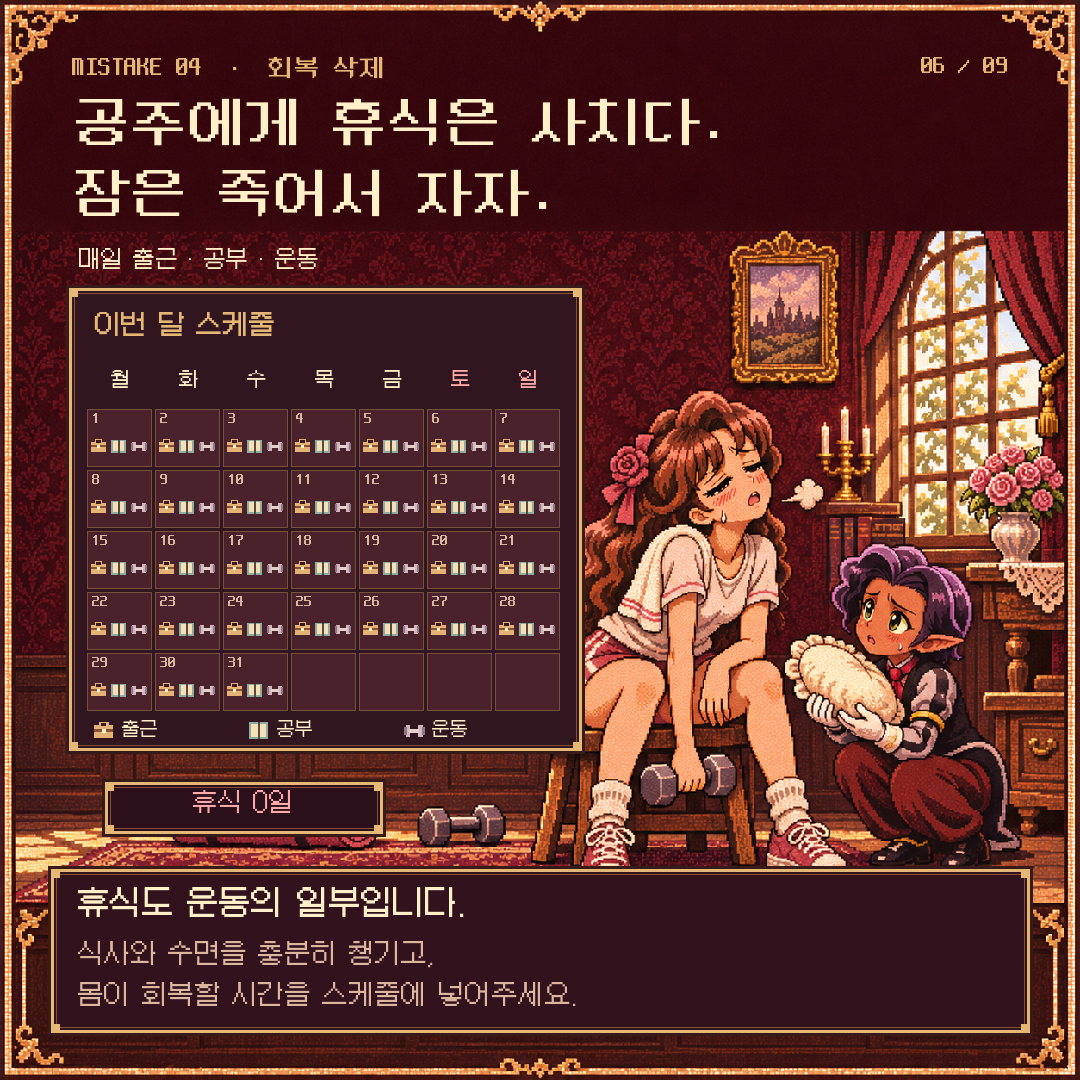 MISTAKE 04 · 회복 삭제
06 / 09
공주에게 휴식은 사치다.
잠은 죽어서 자자.
매일 출근 · 공부 · 운동
이번 달 스케줄
월 화 수 목 금 토 일
1 2 3 4 5 6 7
8 9 10 11 12 13 14
15 16 17 18 19 20 21
22 23 24 25 26 27 28
29 30 31
출근 공부 운동
휴식 0일
휴식도 운동의 일부입니다.
식사와 수면을 충분히 챙기고,
몸이 회복할 시간을 스케줄에 넣어주세요.